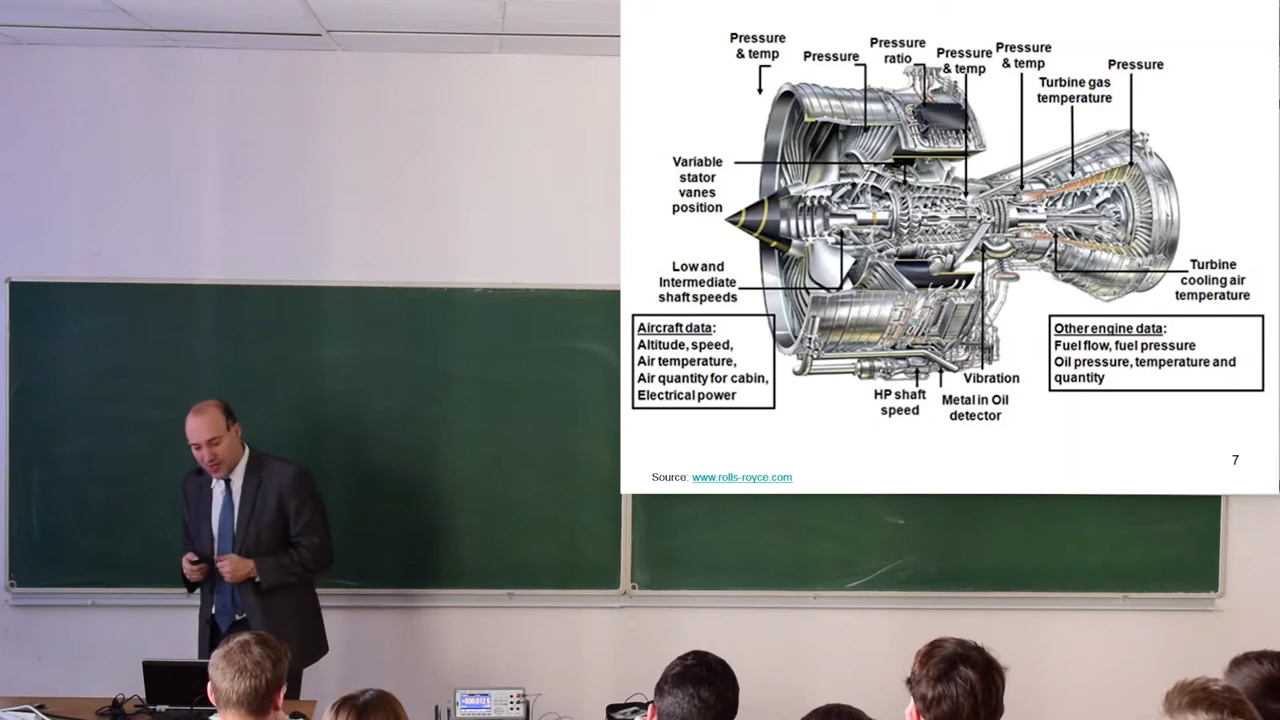 Pressure
& temp
Pressure
Pressure
ratio
Pressure
& temp
Pressure
& temp
Turbine gas
temperature
Pressure
Variable
stator
vanes
position
Low and
Intermediate
shaft speeds
Turbine
cooling air
temperature
Aircraft data:
Altitude, speed,
Air temperature,
Air quantity for cabin,
Electrical power
Other engine data:
Fuel flow, fuel pressure
Oil pressure, temperature and
quantity
Vibration
HP shaft
speed
Metal in Oil
detector
7
Source: www.rolls-royce.com